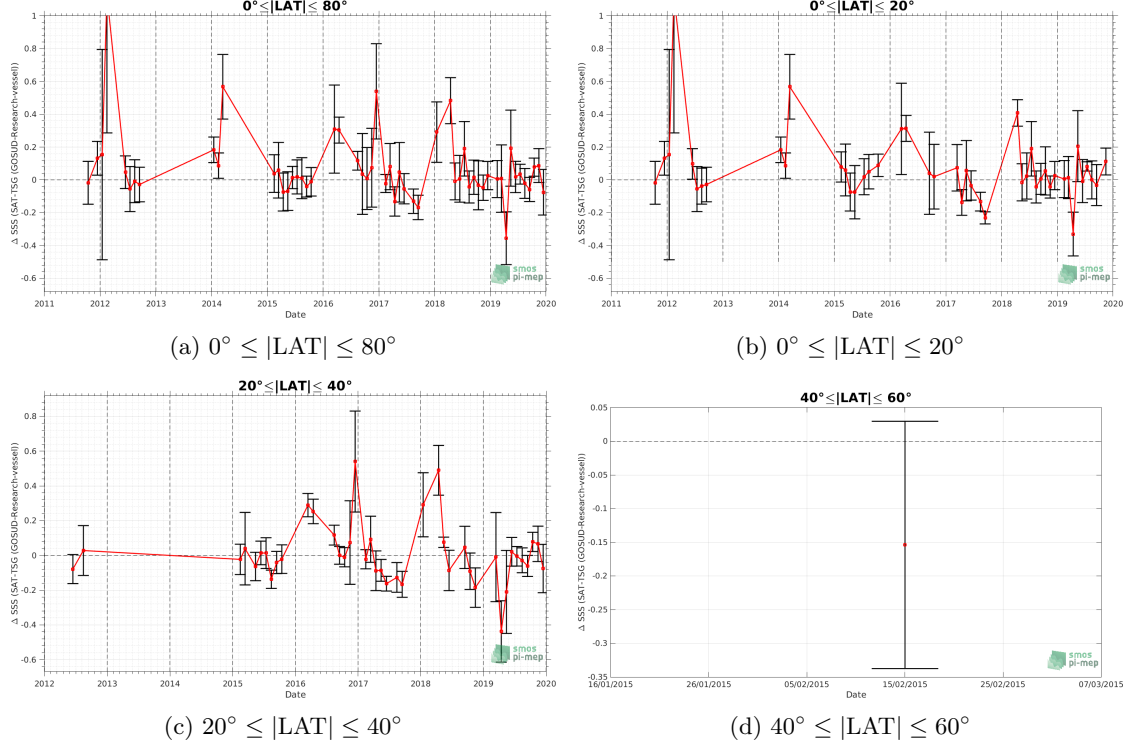 0°≤|LAT|≤ 80°
Δ SSS (SAT-TSG (GOSUD-Research-vessel))
1
0.8
0.6
0.4
0.2
0
-0.2
-0.4
-0.6
smos
pi-mep
2011 2012 2013 2014 2015 2016 2017 2018 2019 2020
Date
(a) 0° ≤ |LAT| ≤ 80°
0°≤|LAT|≤ 20°
Δ SSS (SAT-TSG (GOSUD-Research-vessel))
1
0.8
0.6
0.4
0.2
0
-0.2
-0.4
-0.6
smos
pi-mep
2011 2012 2013 2014 2015 2016 2017 2018 2019 2020
Date
(b) 0° ≤ |LAT| ≤ 20°
20°≤|LAT|≤ 40°
Δ SSS (SAT-TSG (GOSUD-Research-vessel))
0.8
0.6
0.4
0.2
0
-0.2
-0.4
-0.6
smos
pi-mep
2012 2013 2014 2015 2016 2017 2018 2019 2020
Date
(c) 20° ≤ |LAT| ≤ 40°
40°≤|LAT|≤ 60°
Δ SSS (SAT-TSG (GOSUD-Research-vessel))
0.05
0
-0.05
-0.1
-0.15
-0.2
-0.25
-0.3
-0.35
smos
pi-mep
16/01/2015 26/01/2015 05/02/2015 15/02/2015 25/02/2015 07/03/2015
Date
(d) 40° ≤ |LAT| ≤ 60°